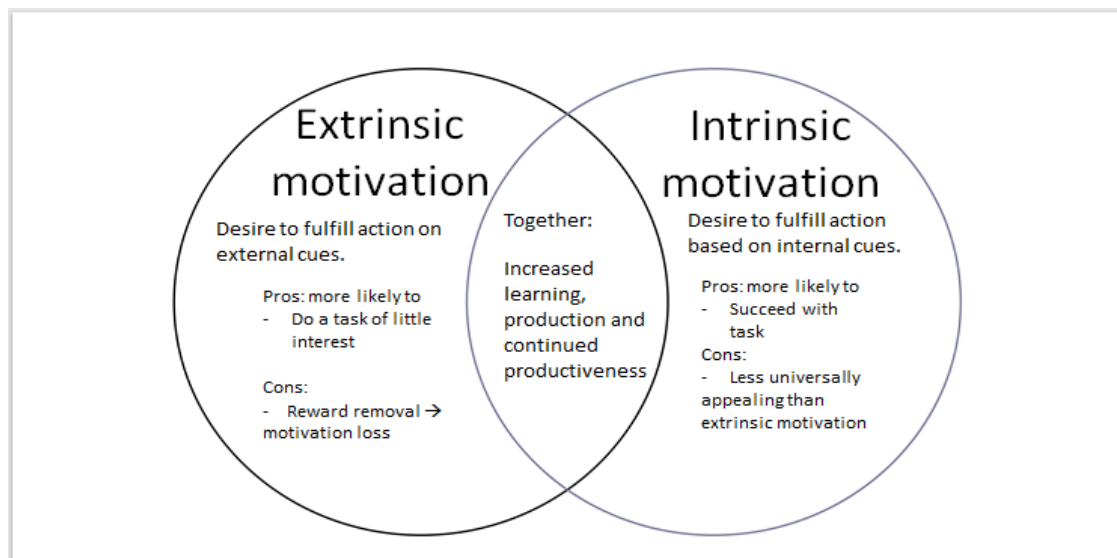 Extrinsic
motivation
Desire to fulfill action on
external cues.
Pros: more likely to
- Do a task of little
interest
Cons:
- Reward removal →
motivation loss
Together:
Increased
learning,
production and
continued
productiveness
Intrinsic
motivation
Desire to fulfill action
based on internal cues.
Pros: more likely to
- Succeed with
task
Cons:
- Less universally
appealing than
extrinsic motivation